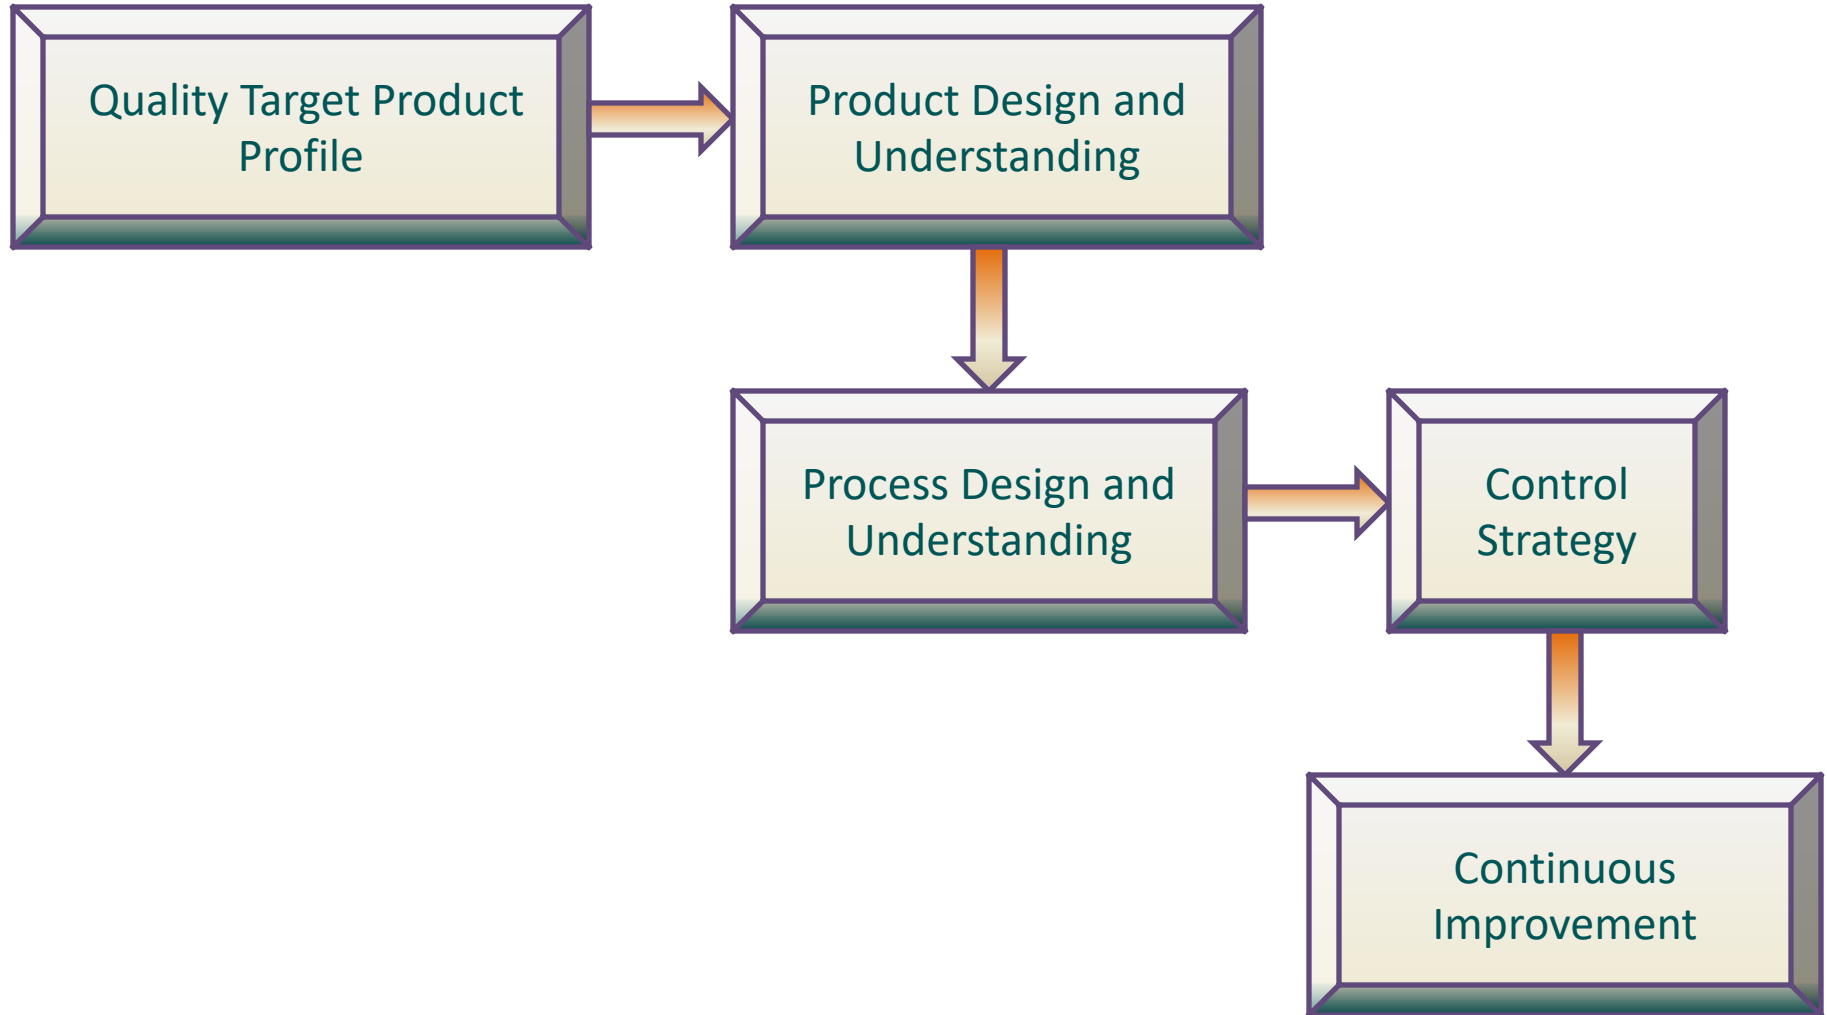 Quality Target Product
Profile
Product Design and
Understanding
Process Design and
Understanding
Control
Strategy
Continuous
Improvement